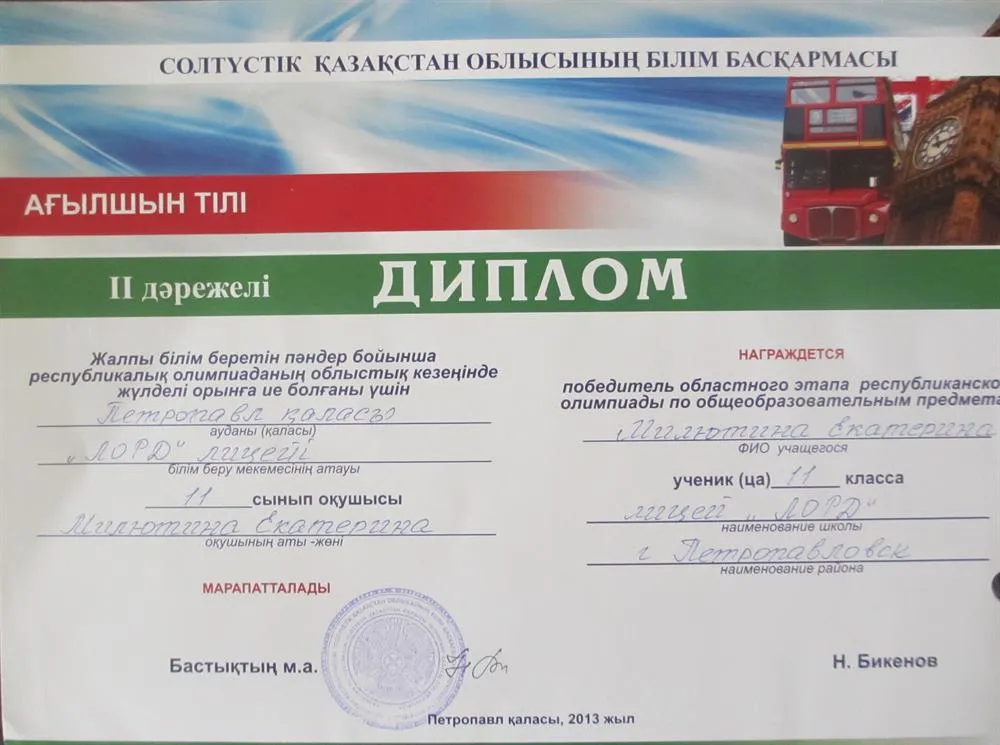 СОЛТҮСТІК ҚАЗАҚСТАН ОБЛЫСЫНЫҢ БІЛІМ БАСҚАРМАСЫ
АҒЫЛШЫН ТІЛІ
ІІ дәрежелі ДИПЛОМ
Жалпы білім беретін пәндер бойынша
республикалық олимпиаданың облыстық кезеңінде
жүлделі орынға ие болғаны үшін
Петропавл қаласы
ауданы (қаласы)
„ЛОРД“ лицейі
білім беру мекемесінің атауы
11 сынып оқушысы
Милютина Екатерина
оқушының аты -жөні
МАРАПАТТАЛАДЫ
Бастықтың м.а.
НАГРАЖДЕТСЯ
победитель областного этапа республиканско
олимпиады по общеобразовательным предмета
Милютина Екатерина
ФИО учащегося
ученик (ца) 11 класса
лицей „ЛОРД“
наименование школы
г Петропавловск
наименование района
Н. Бикенов
Петропавл қаласы, 2013 жыл